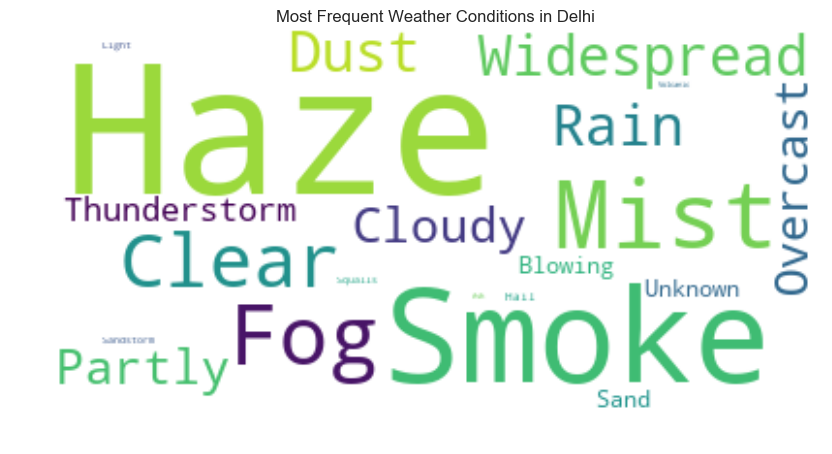 Most Frequent Weather Conditions in Delhi
Light
Dust
Widespread
Haze
Volcanic
Rain
Overcast
Thunderstorm
Cloudy
Mist
Clear
Blowing
Squalls
Unknown
Hail
Fog
Smoke
Sandstorm
Partly
Sand